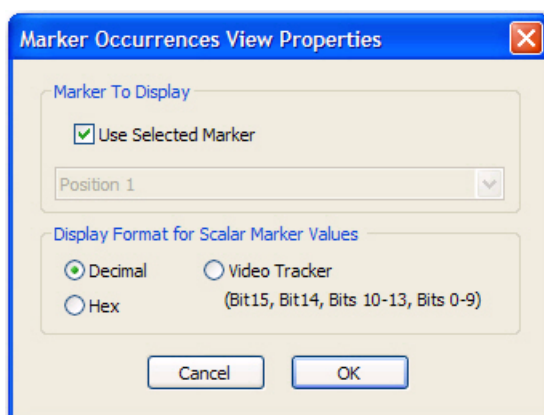 Marker Occurrences View Properties
Marker To Display
Use Selected Marker
Position 1
Display Format for Scalar Marker Values
Decimal
Video Tracker
Hex
(Bit15, Bit14, Bits 10-13, Bits 0-9)
Cancel
OK